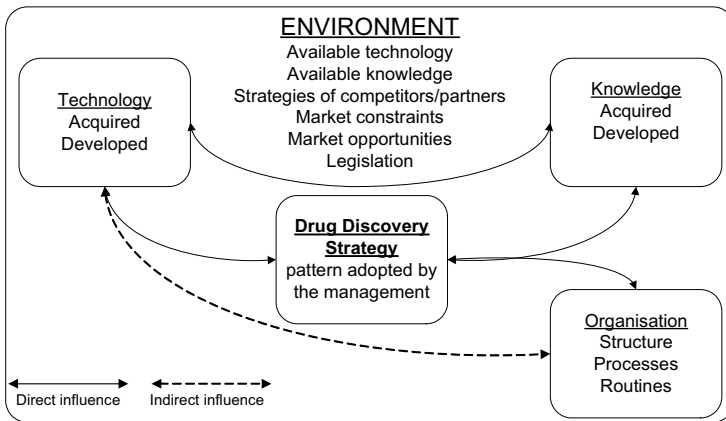 ENVIRONMENT
Available technology
Available knowledge
Strategies of competitors/partners
Market constraints
Market opportunities
Legislation
Technology
Acquired
Developed
Knowledge
Acquired
Developed
Drug Discovery
Strategy
pattern adopted by
the management
Organisation
Structure
Processes
Routines
Direct influence
Indirect influence